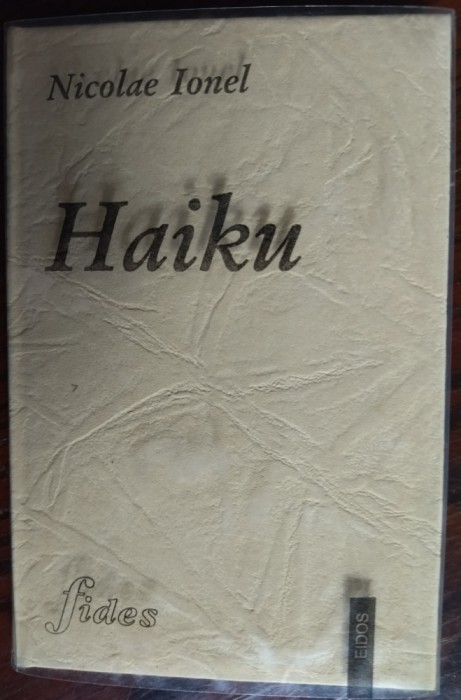 Nicolae Ionel
Haiku
fides
EIDOS